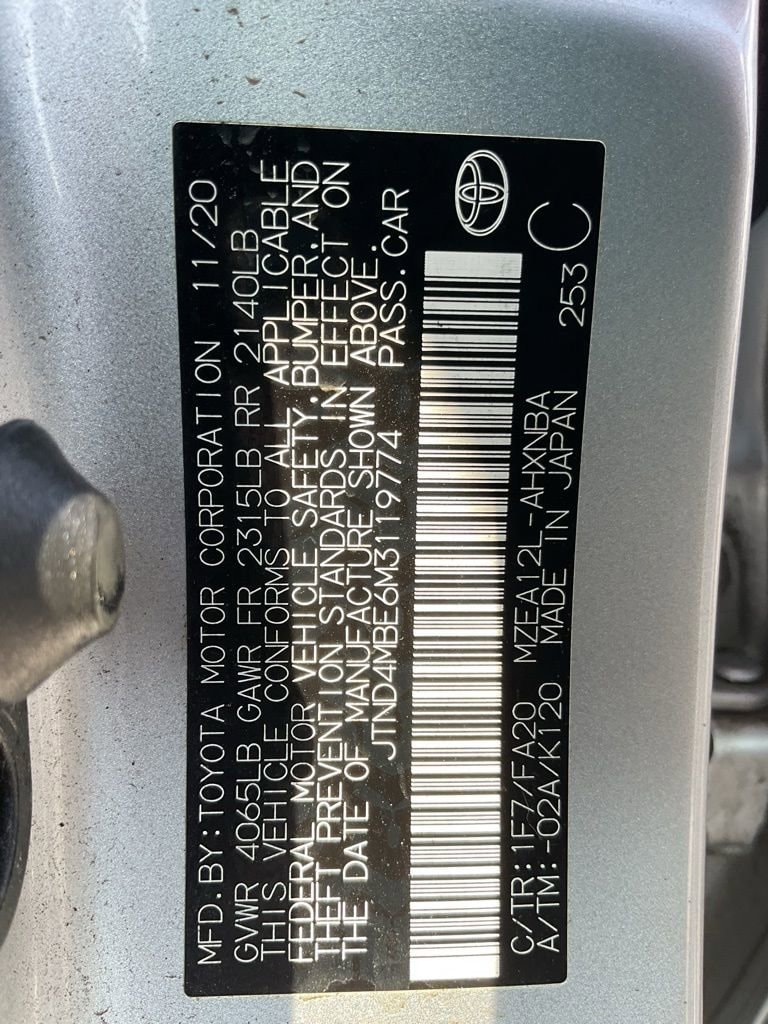 MFD.BY:TOYOTA MOTOR CORPORATION 11/20
GVWR 4065LB GAWR FR 2315LB RR 2140LB
THIS VEHICLE CONFORMS TO ALL APPLICABLE
FEDERAL MOTOR VEHICLE SAFETY,BUMPER,AND
THEFT PREVENTION STANDARDS IN EFFECT ON
THE DATE OF MANUFACTURE SHOWN ABOVE.
JTND4MBE6M3119774 PASS.CAR
C/TR:1F7/FA20 MZEA12L-AHXNBA 253 C
A/TM:-02A/K120 MADE IN JAPAN